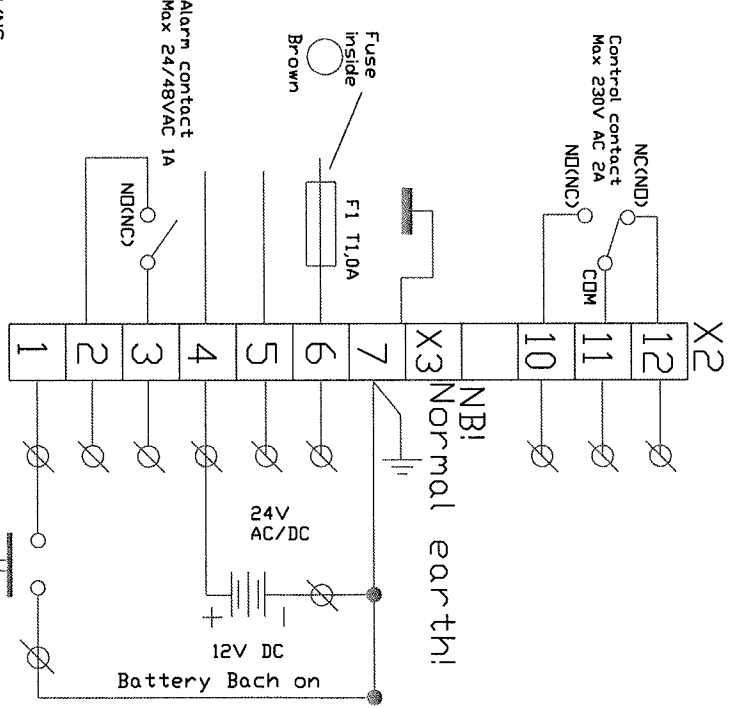 X2
Control contact
Max 230V AC 2A
NC(NO)
NO(NC)
COM
12
11
10
NB!
Normal earth!
X3
7
6
5
4
3
2
1
Fuse
inside
Brown
F1 T1,0A
Alarm contact
Max 24/48VAC 1A
NO(NC)
24V
AC/DC
+
-
12V DC
Battery Bach on